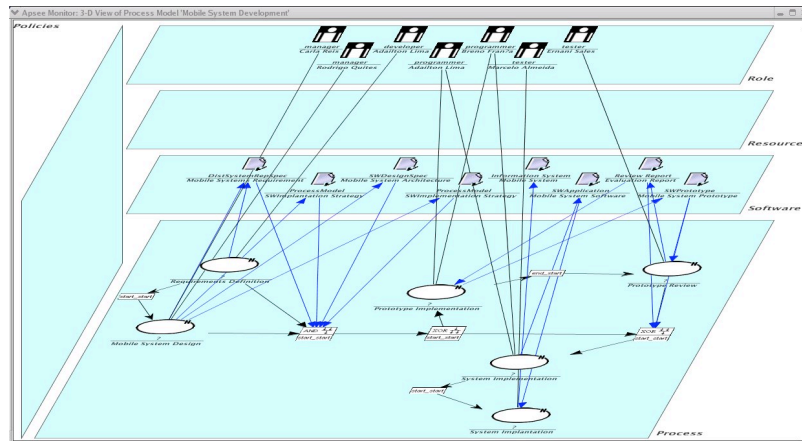 Apsee Monitor: 3-D View of Process Model 'Mobile System Development'
Policies
manager
Carla Reis
developer
Adailton Lima
programmer
Breno Fran?a
tester
Ernani Sales
manager
Rodrigo Quites
programmer
Adailton Lima
tester
Marcelo Almeida
Role
Resource
DistSystemReqSpec
Mobile Systems Requirement
SWDesignSpec
Mobile System Architecture
Information System
Mobile System
Review Report
Evaluation Report
ProcessModel
SWImplantation Strategy
ProcessModel
SWImplementation Strategy
SWApplication
Mobile System Software
SWPrototype
Mobile System Prototype
Software
?
Requirements Definition
end_start
?
Prototype Review
start_start
?
Prototype Implementation
?
Mobile System Design
AND
start_start
XOR
start_start
XOR
start_start
?
System Implementation
start_start
?
System Implantation
Process